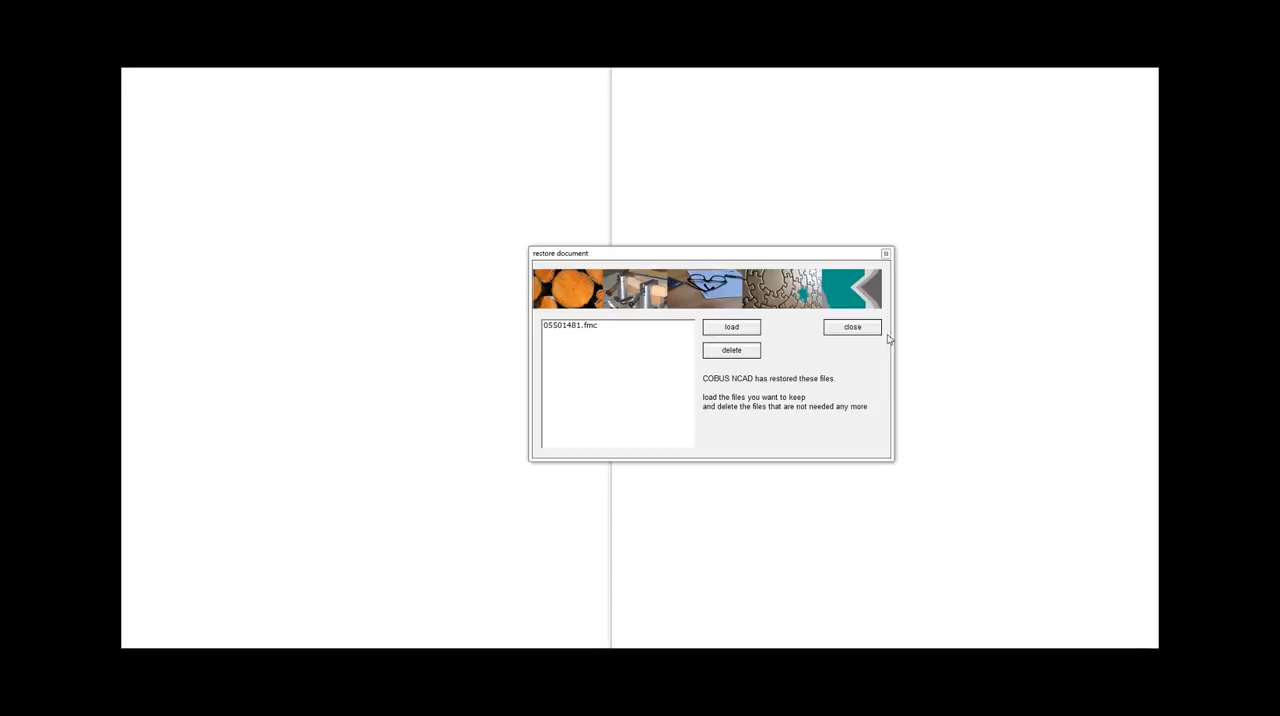 restore document
05501481.fmc
load
close
delete
COBUS NCAD has restored these files.
load the files you want to keep
and delete the files that are not needed any more